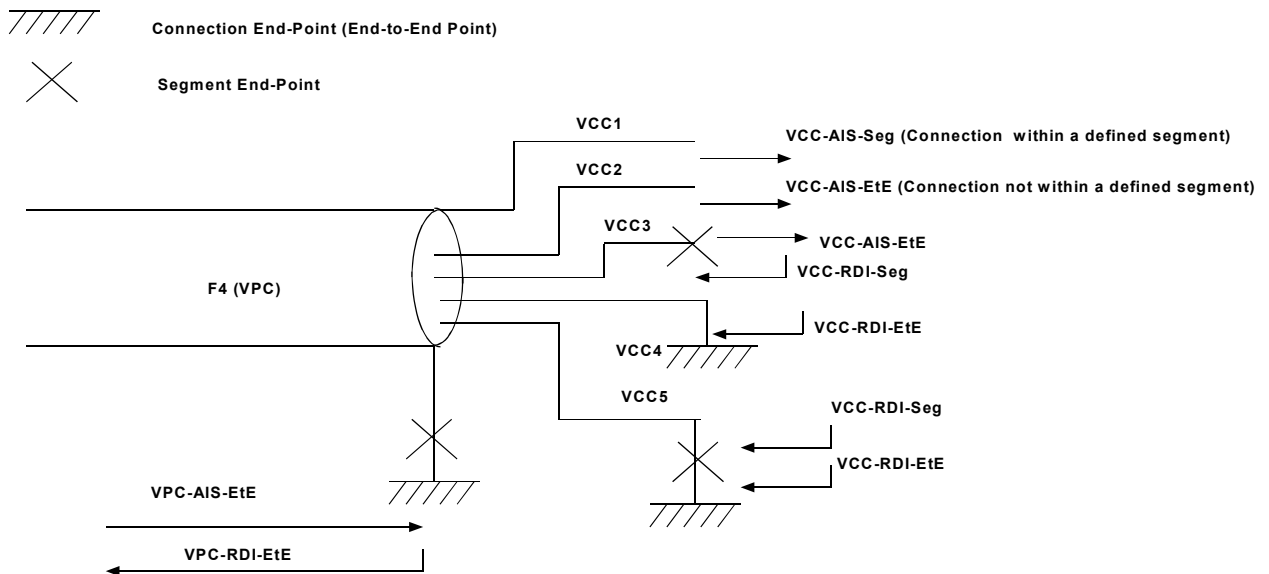 Connection End-Point (End-to-End Point)
Segment End-Point
VCC1
VCC-AIS-Seg (Connection within a defined segment)
VCC2
VCC-AIS-EtE (Connection not within a defined segment)
VCC3
VCC-AIS-EtE
VCC-RDI-Seg
F4 (VPC)
VCC-RDI-EtE
VCC4
VCC5
VCC-RDI-Seg
VCC-RDI-EtE
VPC-AIS-EtE
VPC-RDI-EtE